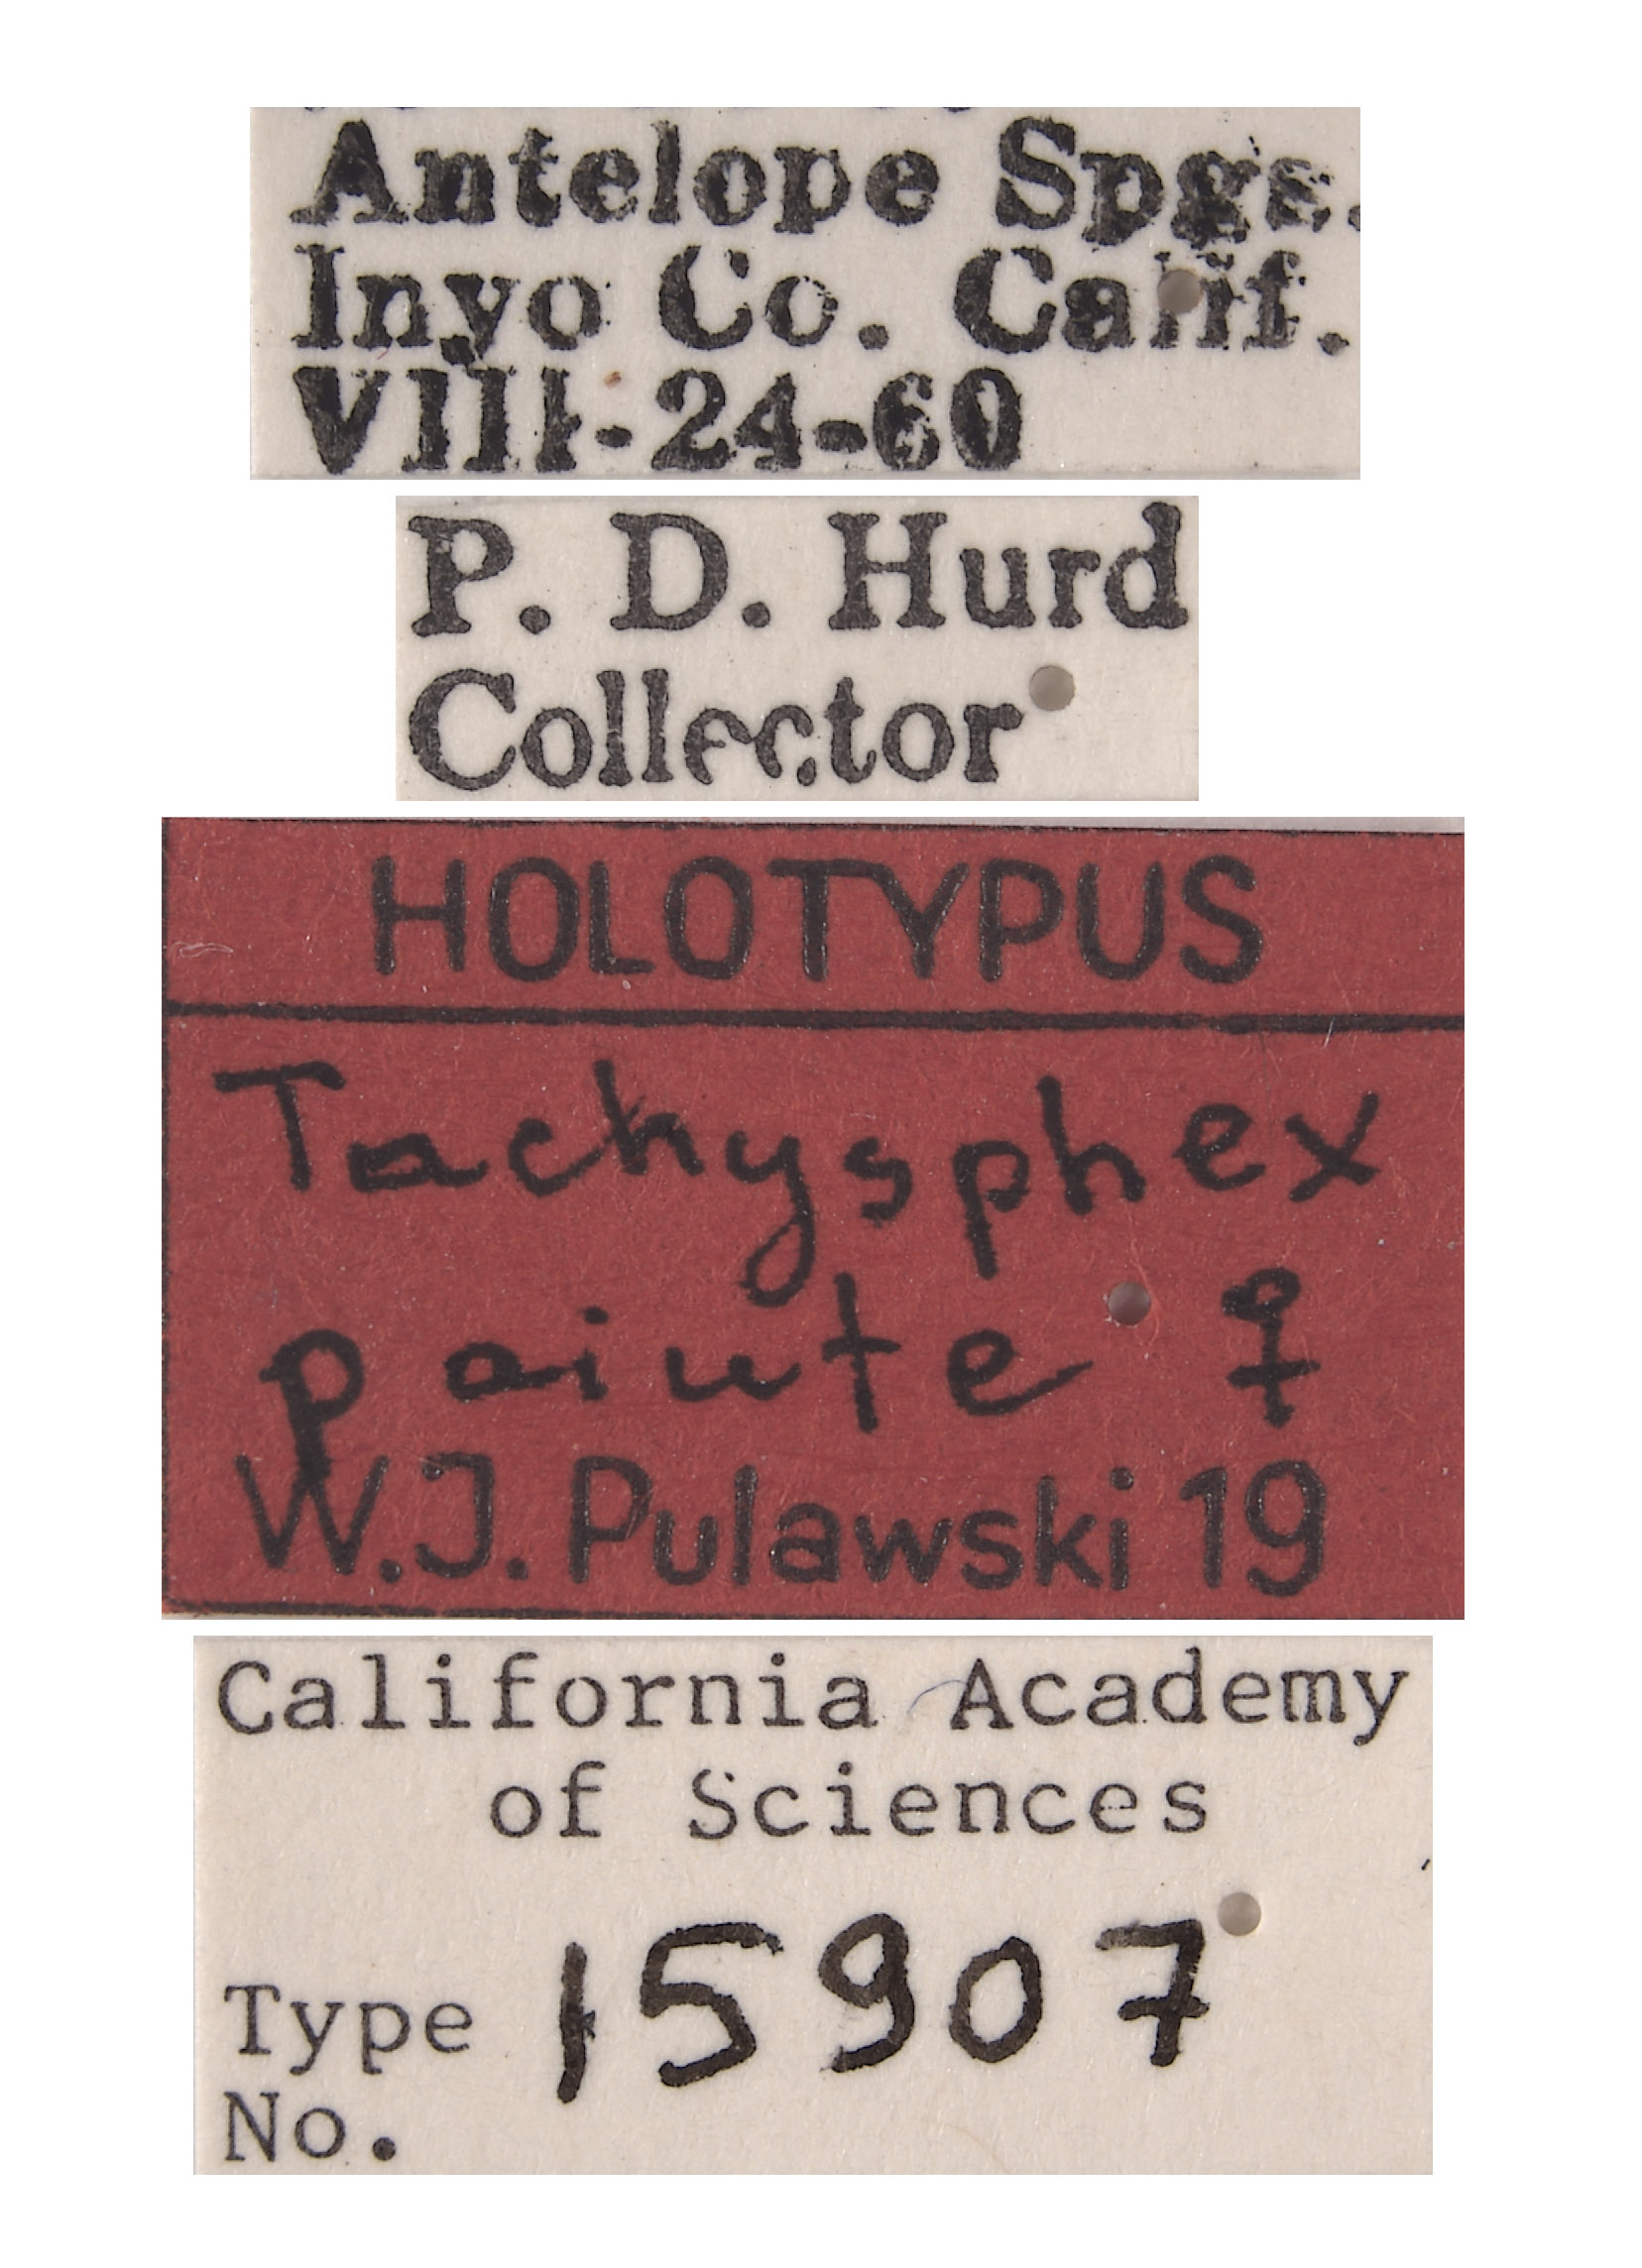 Antelope Spgs.
Inyo Co. Calif.
VIII-24-60
P. D. Hurd
Collector
HOLOTYPUS
Tachysphex
paiute ♀
W.J. Pulawski 19
California Academy
of Sciences
Type 15907
No.